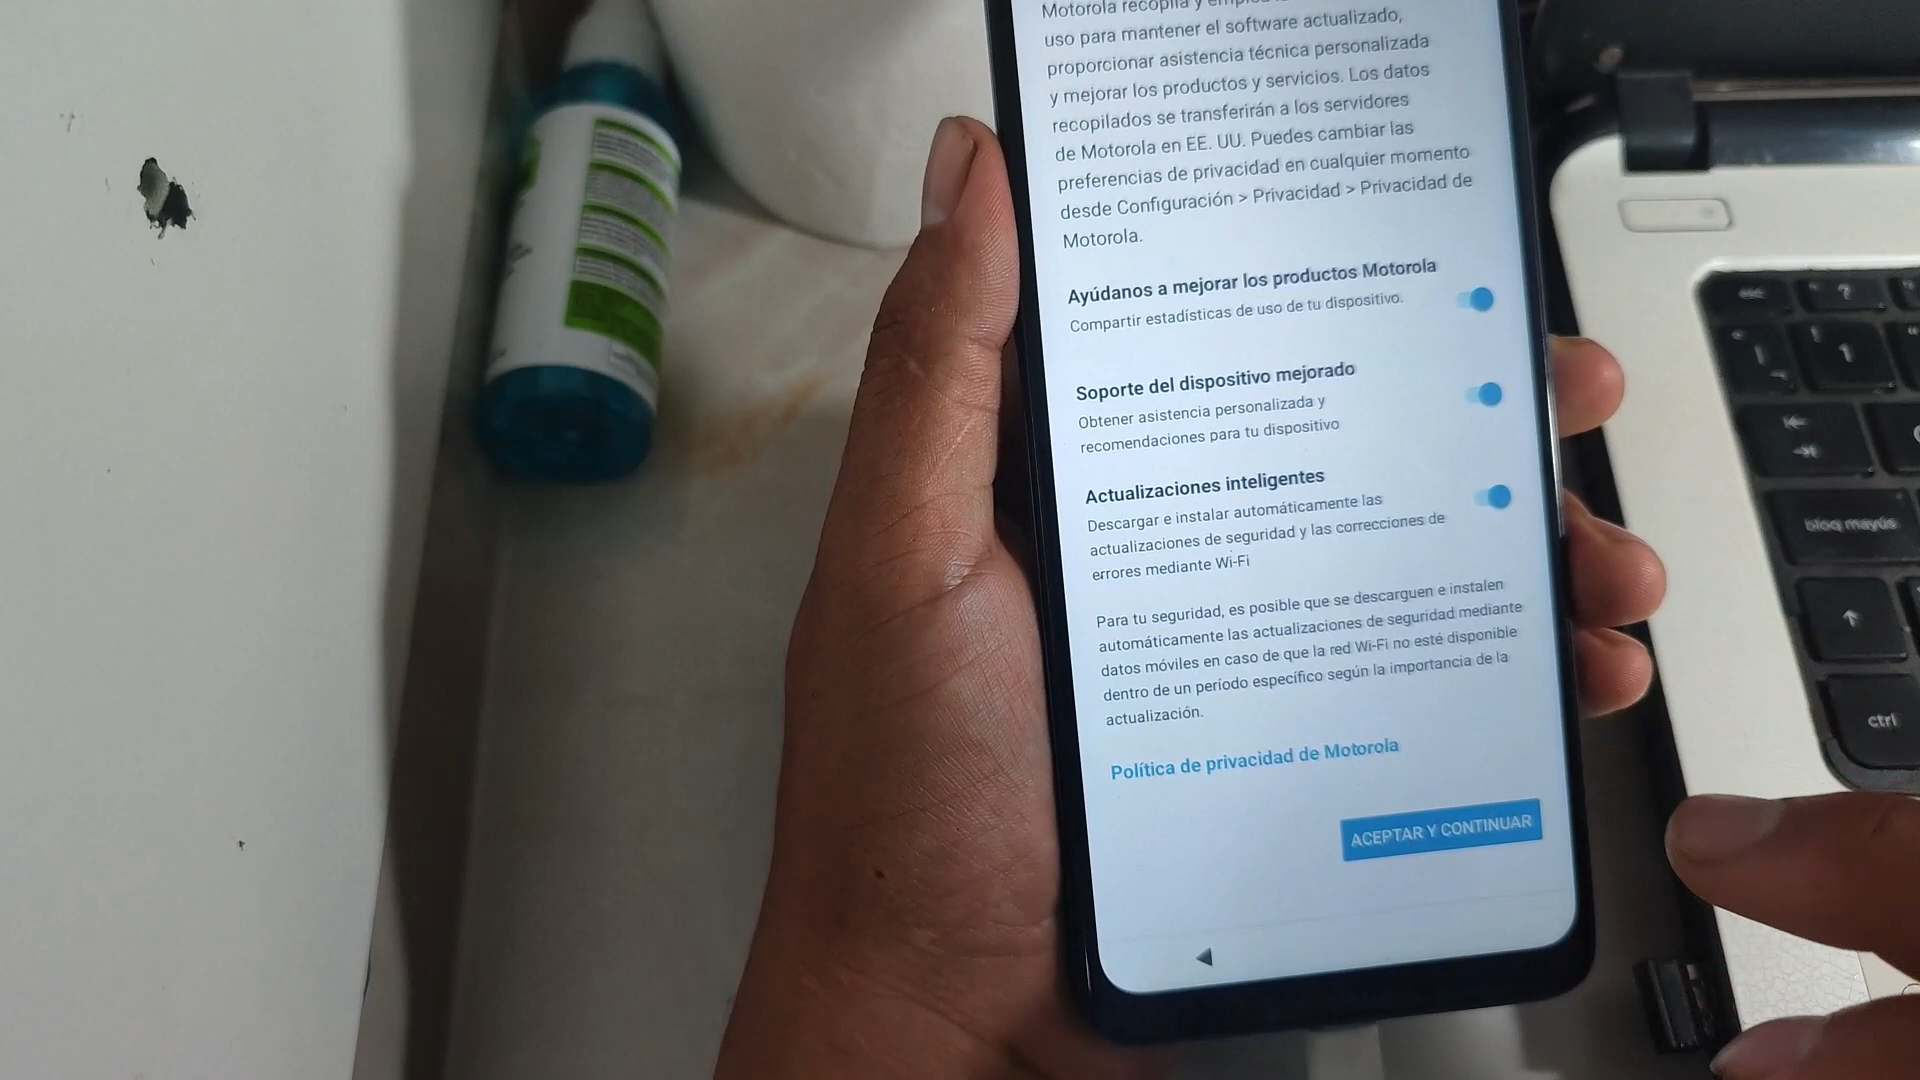 Motorola recopila y
uso para mantener el software actualizado,
proporcionar asistencia técnica personalizada
y mejorar los productos y servicios. Los datos
recopilados se transferirán a los servidores
de Motorola en EE. UU. Puedes cambiar las
preferencias de privacidad en cualquier momento
desde Configuración > Privacidad > Privacidad de
Motorola.
Ayúdanos a mejorar los productos Motorola
Compartir estadísticas de uso de tu dispositivo.
Soporte del dispositivo mejorado
Obtener asistencia personalizada y
recomendaciones para tu dispositivo
Actualizaciones inteligentes
Descargar e instalar automáticamente las
actualizaciones de seguridad y las correcciones de
errores mediante Wi-Fi
Para tu seguridad, es posible que se descarguen e instalen
automáticamente las actualizaciones de seguridad mediante
datos móviles en caso de que la red Wi-Fi no esté disponible
dentro de un período específico según la importancia de la
actualización.
Política de privacidad de Motorola
ACEPTAR Y CONTINUAR
esc
?
1
bloq mayús
ctrl